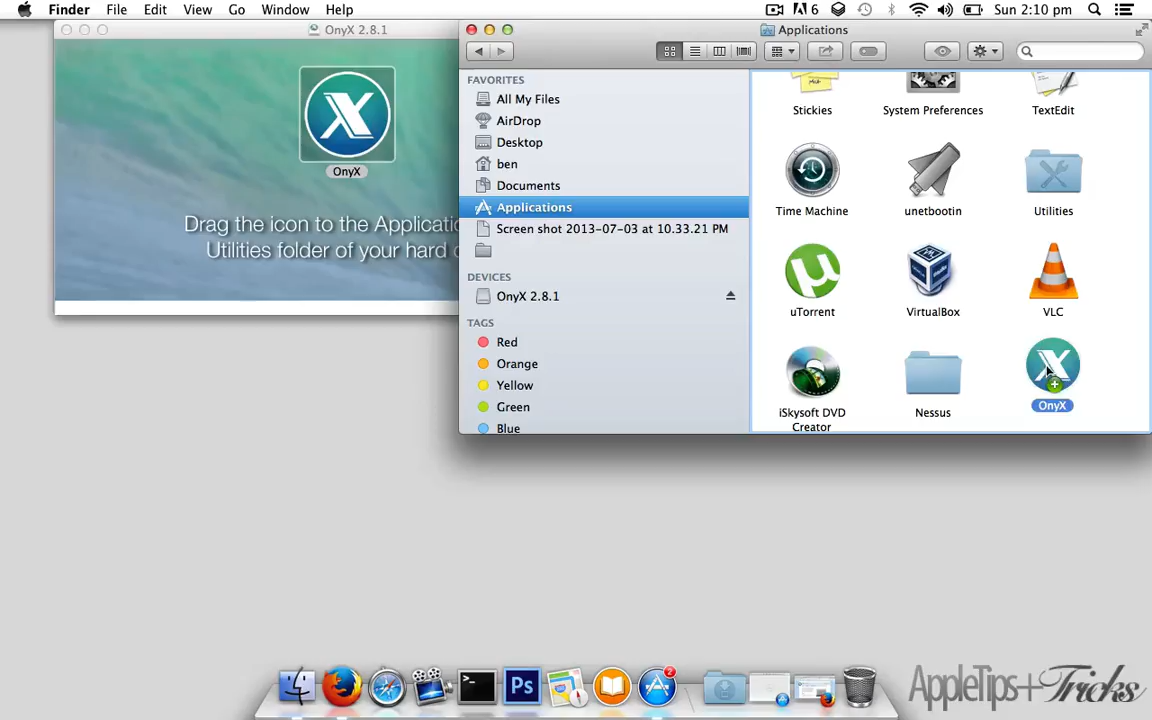 Finder File Edit View Go Window Help
6 Sun 2:10 pm
OnyX 2.8.1
OnyX
Drag the icon to the Applicatio
Utilities folder of your hard
Applications
FAVORITES
All My Files
AirDrop
Desktop
ben
Documents
Applications
Screen shot 2013-07-03 at 10.33.21 PM
DEVICES
OnyX 2.8.1
TAGS
Red
Orange
Yellow
Green
Blue
Stickies System Preferences TextEdit
Time Machine unetbootin Utilities
uTorrent VirtualBox VLC
iSkysoft DVD Creator Nessus OnyX
Ps
2
AppleTips+Tricks